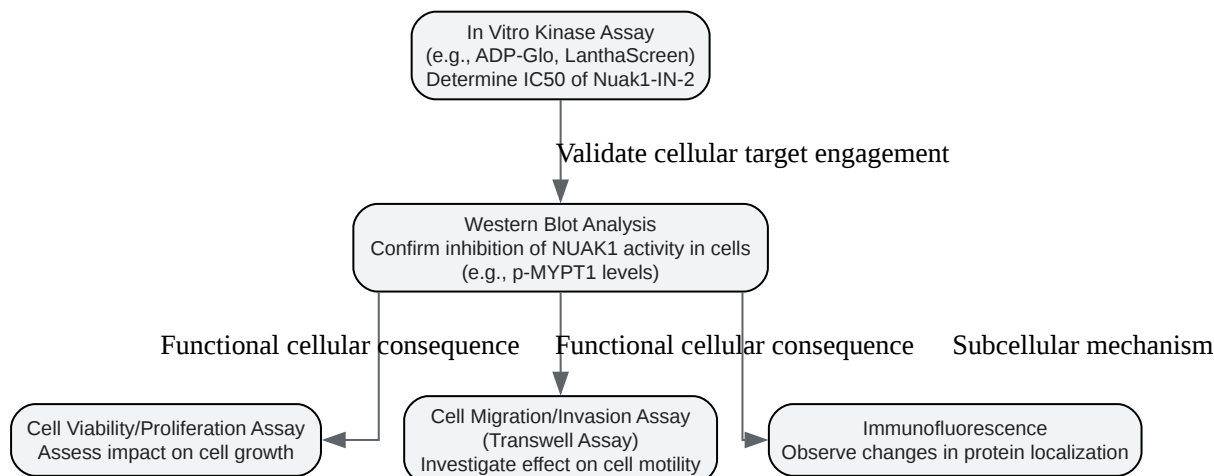 In Vitro Kinase Assay
(e.g., ADP-Glo, LanthaScreen)
Determine IC50 of Nuak1-IN-2
Validate cellular target engagement
Western Blot Analysis
Confirm inhibition of NUAK1 activity in cells
(e.g., p-MYPT1 levels)
Functional cellular consequence
Functional cellular consequence
Subcellular mechanism
Cell Viability/Proliferation Assay
Assess impact on cell growth
Cell Migration/Invasion Assay
(Transwell Assay)
Investigate effect on cell motility
Immunofluorescence
Observe changes in protein localization